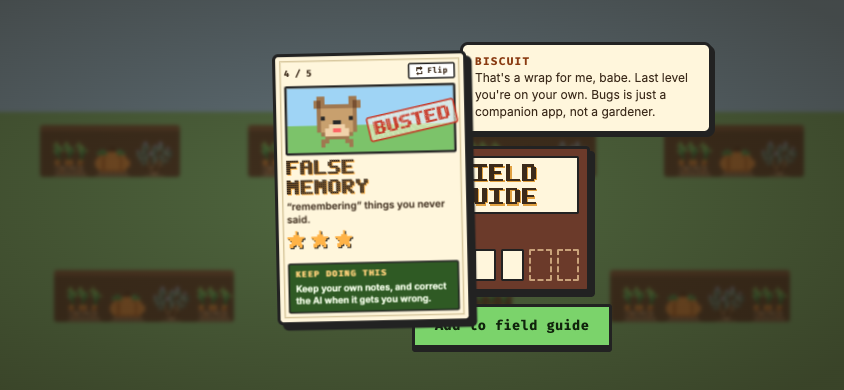 4 / 5
Flip
BUSTED
FALSE
MEMORY
"remembering" things you never
said.
KEEP DOING THIS
Keep your own notes, and correct
the AI when it gets you wrong.
BISCUIT
That's a wrap for me, babe. Last level
you're on your own. Bugs is just a
companion app, not a gardener.
IELD
UIDE
to field guide